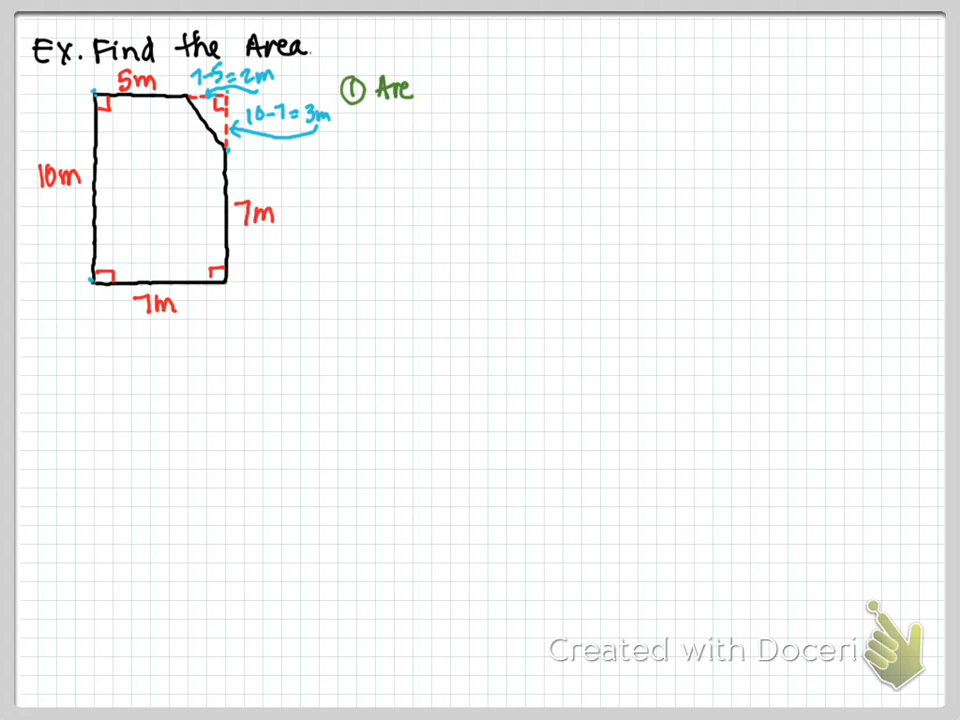 Ex. Find the Area.
5m
7-5=2m
① Are
10-7=3m
10m
7m
7m
Created with Doceri